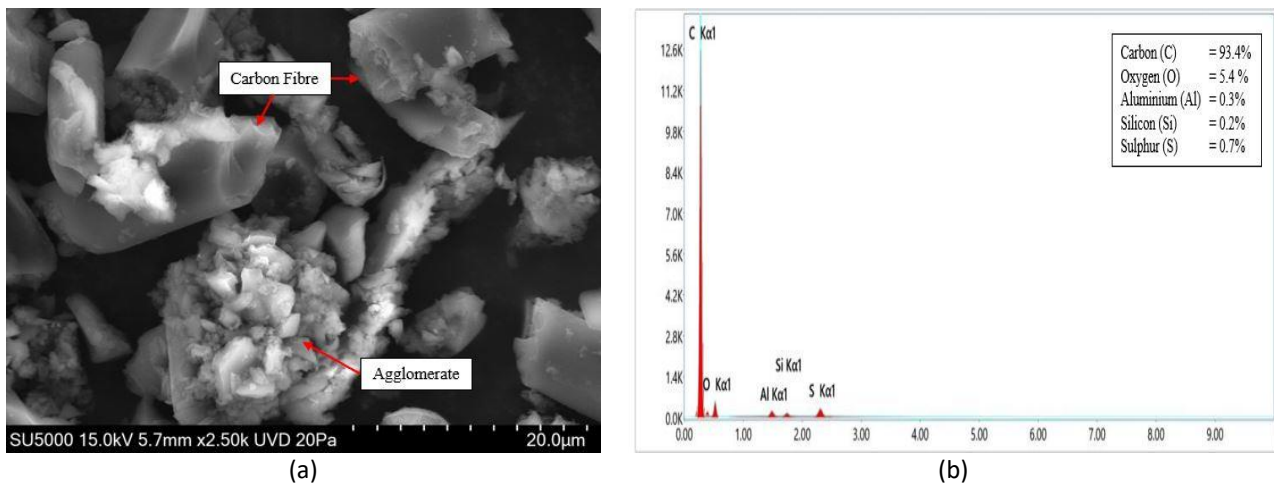 Carbon Fibre
Agglomerate
SU5000 15.0kV 5.7mm x2.50k UVD 20Pa
20.0µm
(a)
C Kα1
12.6K
11.2K
9.8K
8.4K
7.0K
5.6K
4.2K
2.8K
1.4K
0.0K
O Kα1
Al Kα1
Si Kα1
S Kα1
0.00 1.00 2.00 3.00 4.00 5.00 6.00 7.00 8.00 9.00
Carbon (C) = 93.4%
Oxygen (O) = 5.4 %
Aluminium (Al) = 0.3%
Silicon (Si) = 0.2%
Sulphur (S) = 0.7%
(b)